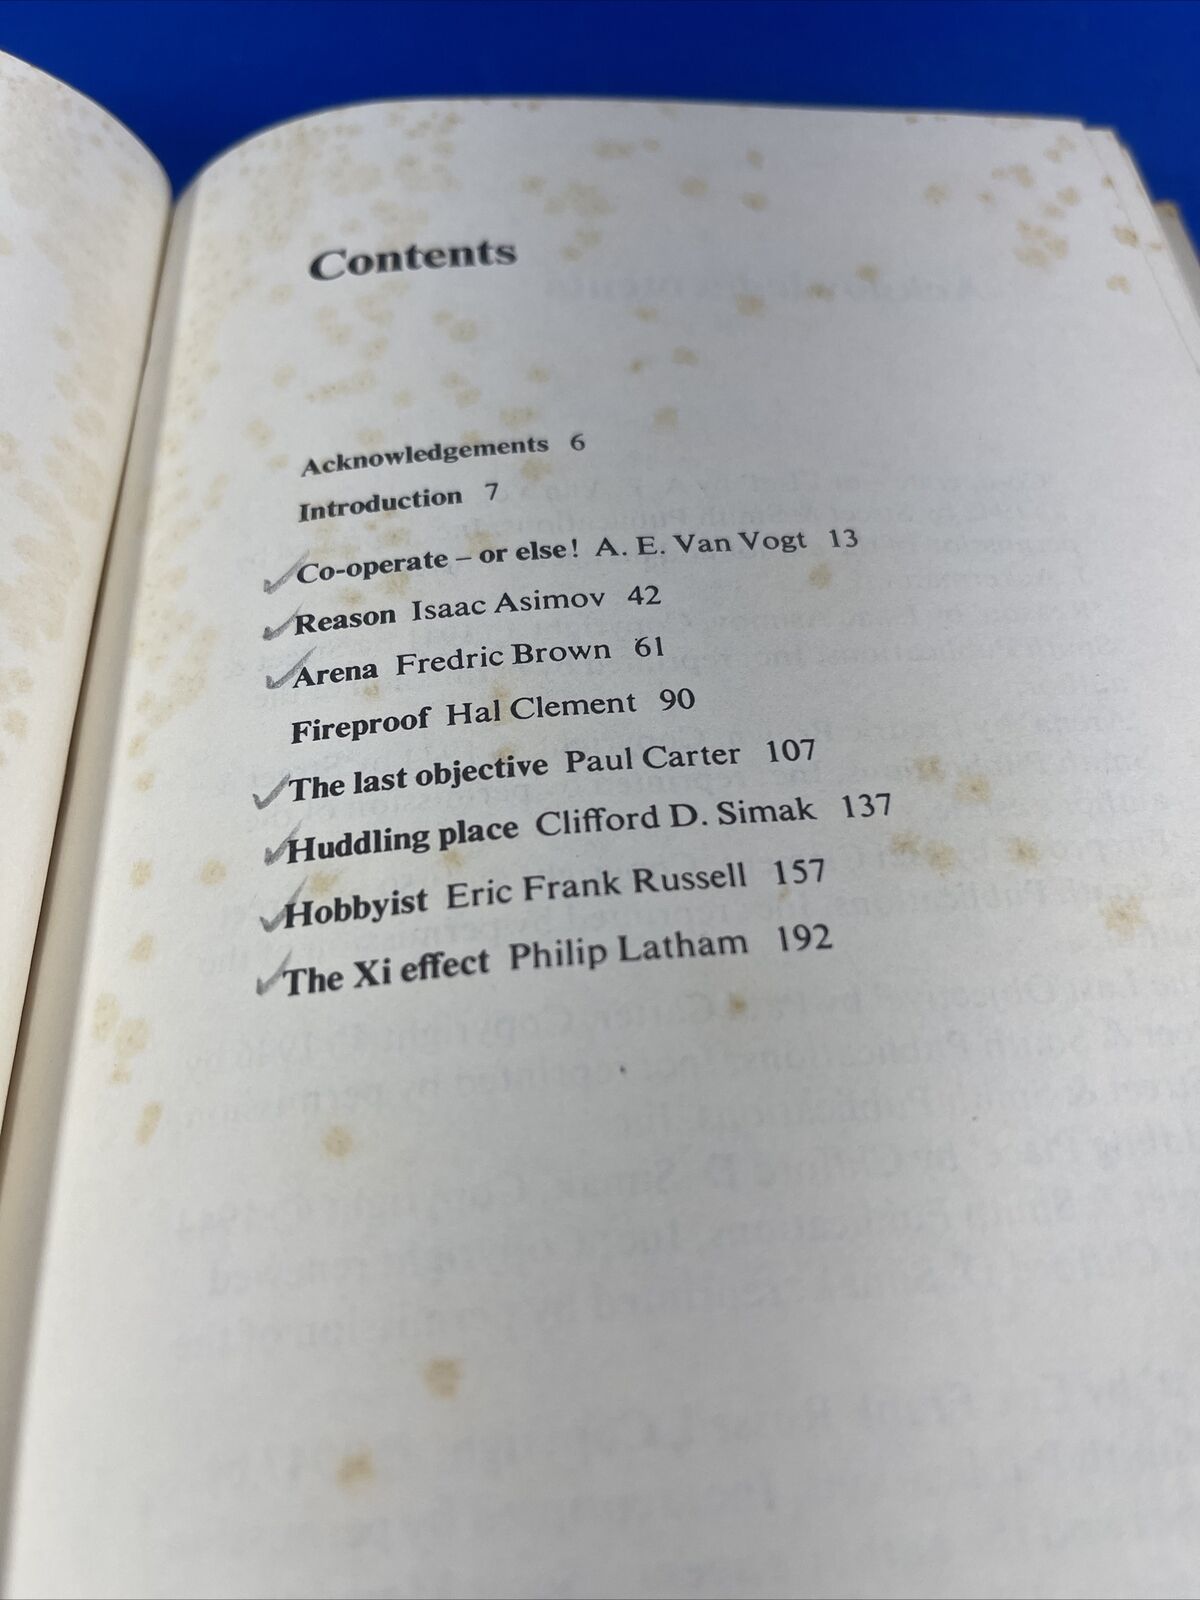 Contents
Acknowledgements 6
Introduction 7
Co-operate – or else! A. E. Van Vogt 13
Reason Isaac Asimov 42
Arena Fredric Brown 61
Fireproof Hal Clement 90
The last objective Paul Carter 107
Huddling place Clifford D. Simak 137
Hobbyist Eric Frank Russell 157
The Xi effect Philip Latham 192